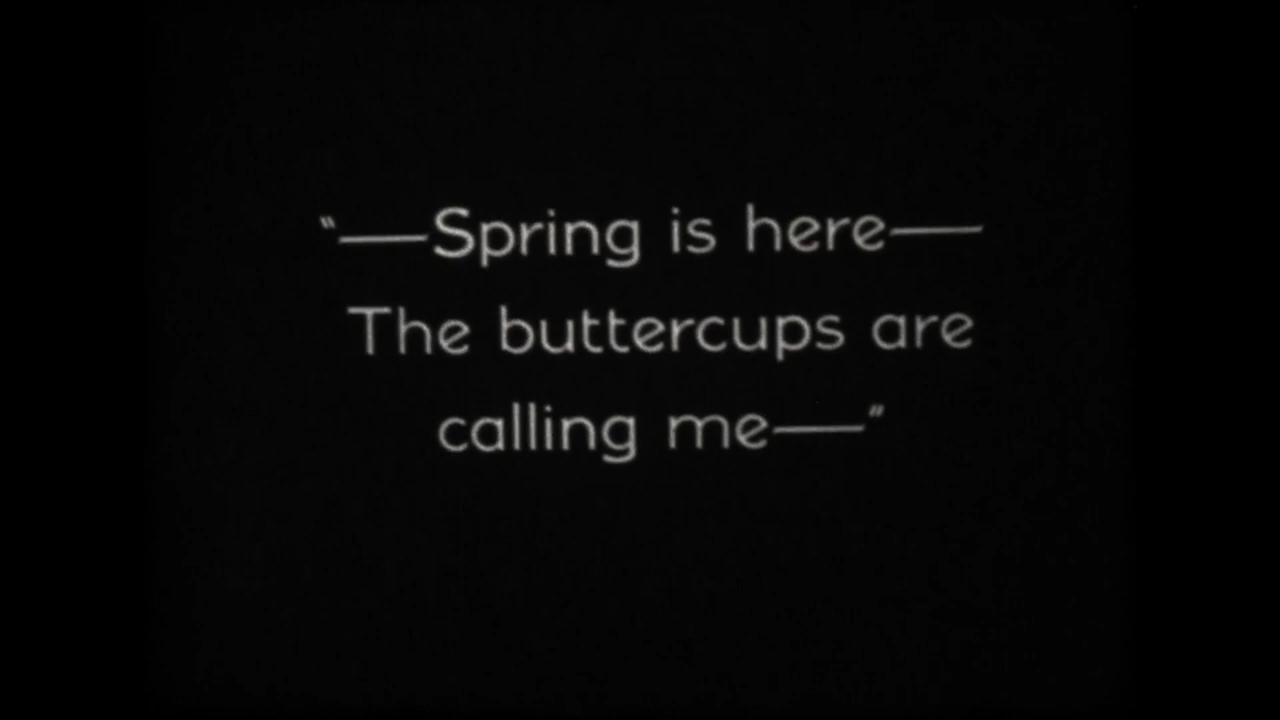 "—Spring is here—
The buttercups are
calling me—"